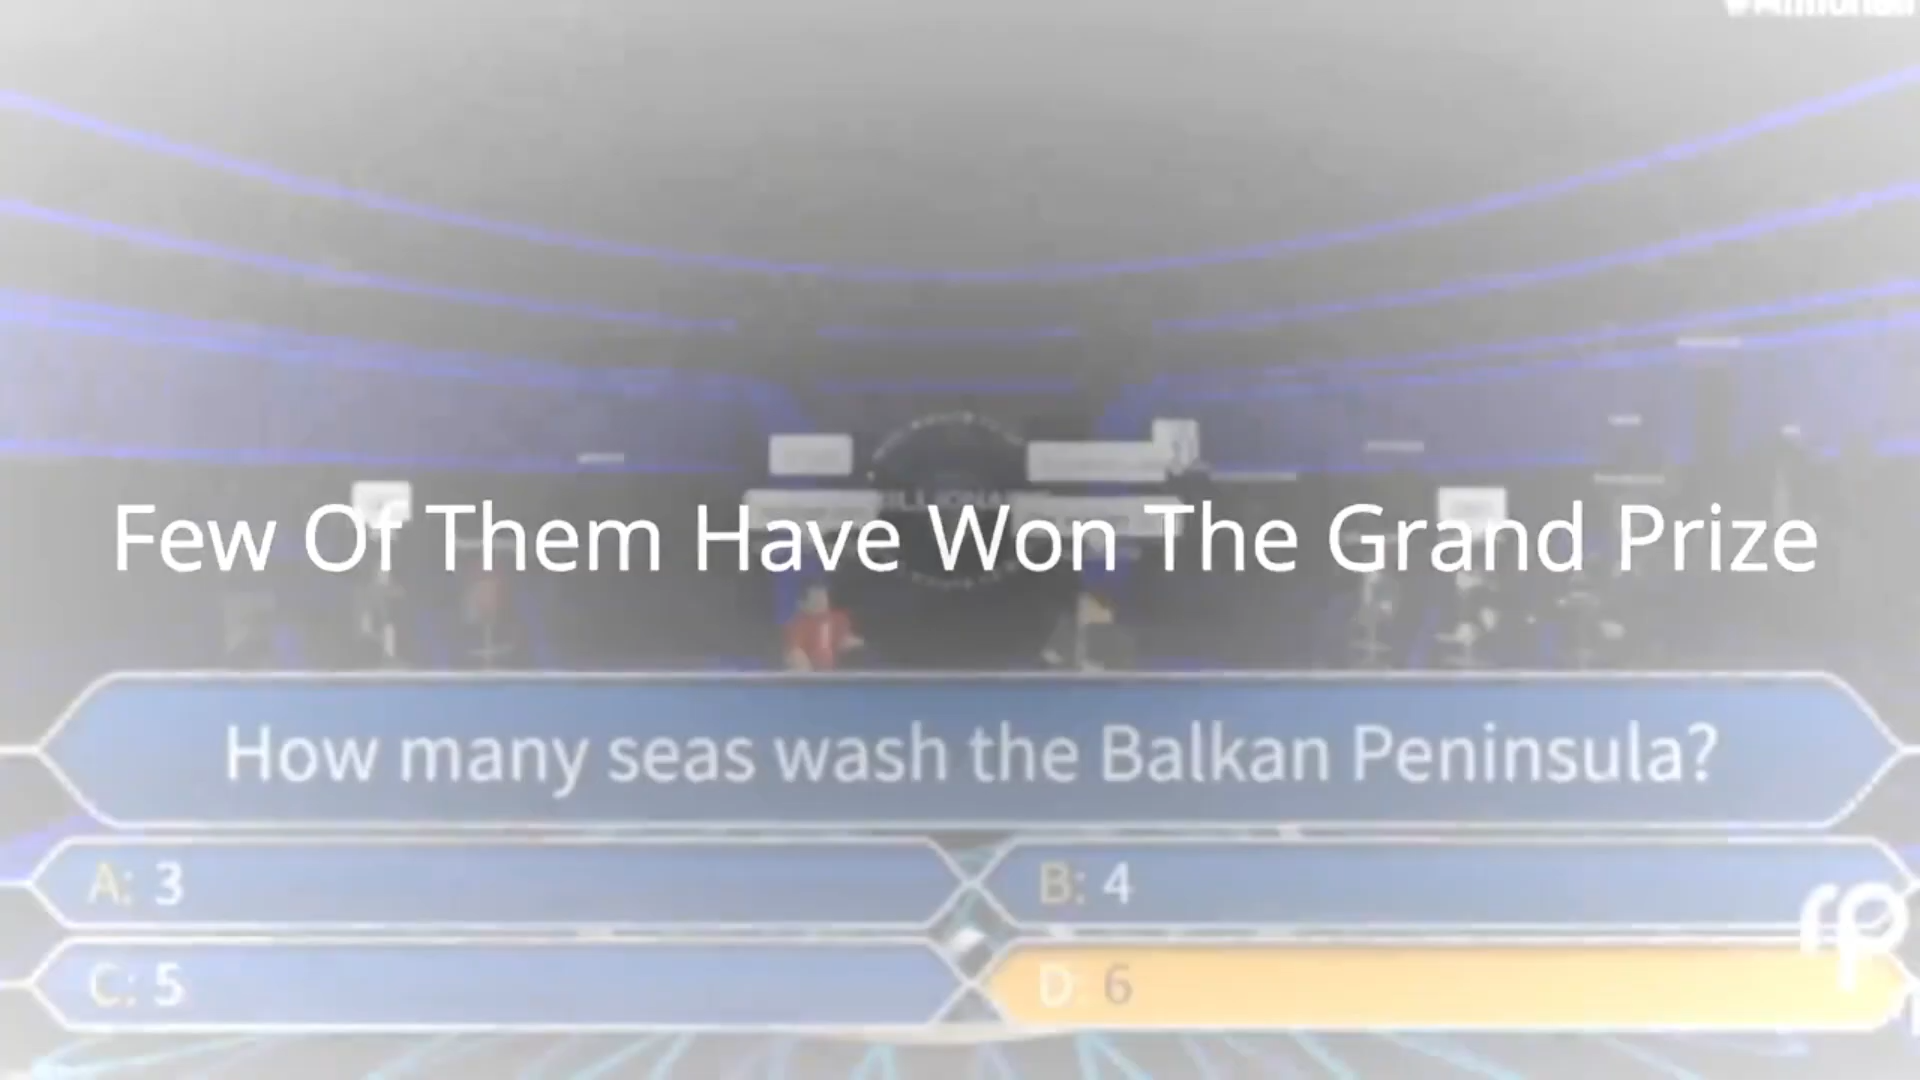 Few Of Them Have Won The Grand Prize
How many seas wash the Balkan Peninsula?
A: 3
B: 4
C: 5
D: 6
rp